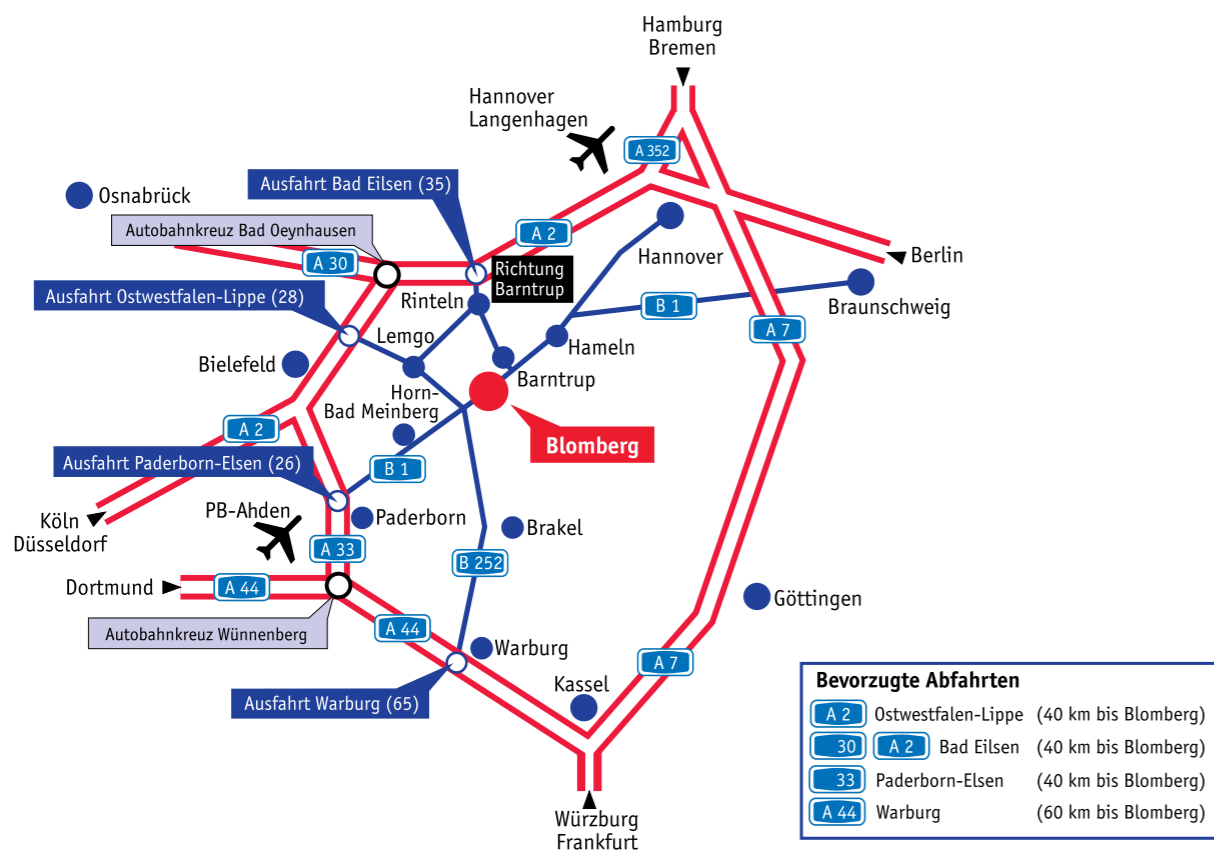 Hamburg
Bremen
Hannover
Langenhagen
A 352
Ausfahrt Bad Eilsen (35)
Osnabrück
Autobahnkreuz Bad Oeynhausen
A 2
Hannover
Berlin
A 30
Richtung
Barntrup
Ausfahrt Ostwestfalen-Lippe (28)
Rinteln
B 1
Braunschweig
Lemgo
Hameln
A 7
Bielefeld
Barntrup
Horn-
Bad Meinberg
A 2
Blomberg
Ausfahrt Paderborn-Elsen (26)
B 1
PB-Ahden
Paderborn
Köln
Düsseldorf
Brakel
A 33
B 252
Dortmund
A 44
Göttingen
Autobahnkreuz Wünnenberg
A 44
Warburg
A 7
Kassel
Ausfahrt Warburg (65)
Würzburg
Frankfurt
Bevorzugte Abfahrten
A 2 Ostwestfalen-Lippe (40 km bis Blomberg)
30 A 2 Bad Eilsen (40 km bis Blomberg)
33 Paderborn-Elsen (40 km bis Blomberg)
A 44 Warburg (60 km bis Blomberg)